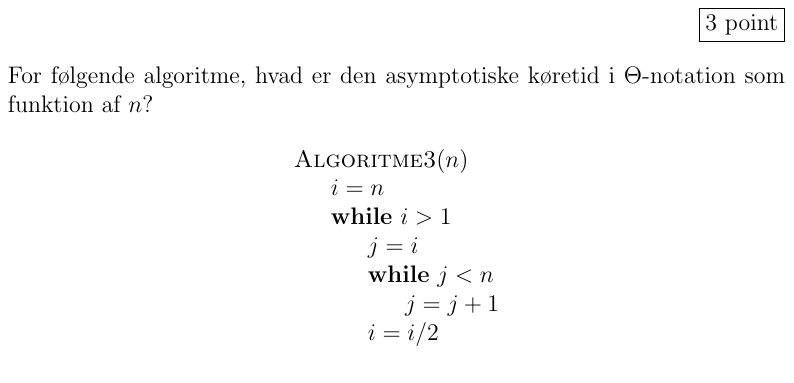 3 point
For følgende algoritme, hvad er den asymptotiske køretid i Θ-notation som
funktion af n?
ALGORITME3(n)
i = n
while i > 1
j = i
while j < n
j = j + 1
i = i/2